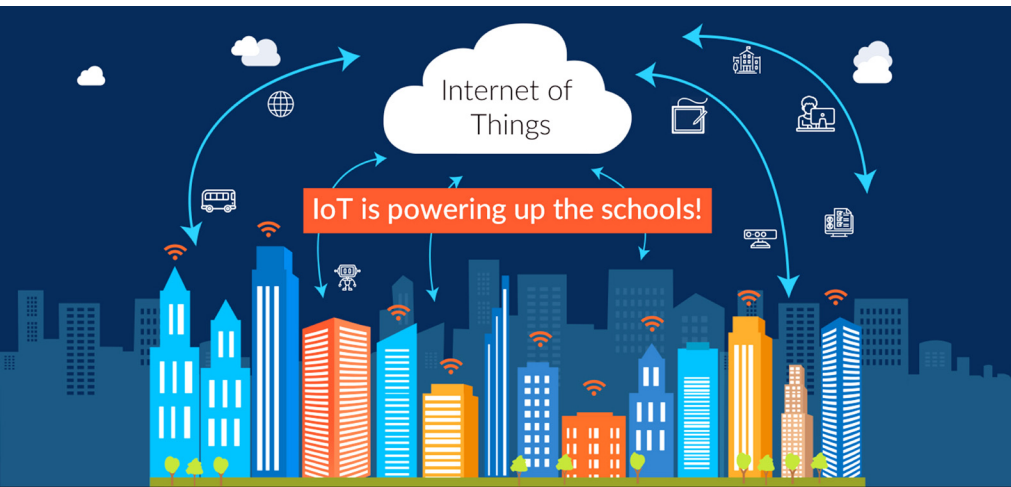 Internet of
Things
IoT is powering up the schools!